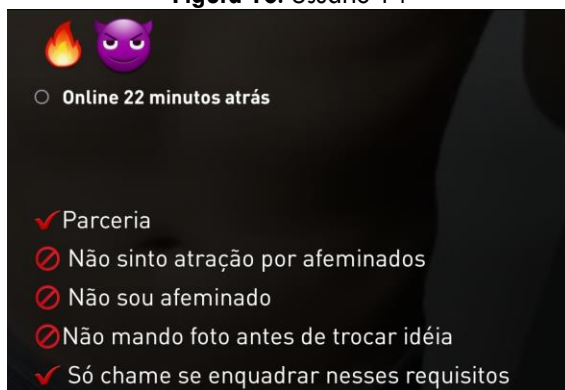 Online 22 minutos atrás
Parceria
Não sinto atração por afeminados
Não sou afeminado
Não mando foto antes de trocar idéia
Só chame se enquadrar nesses requisitos